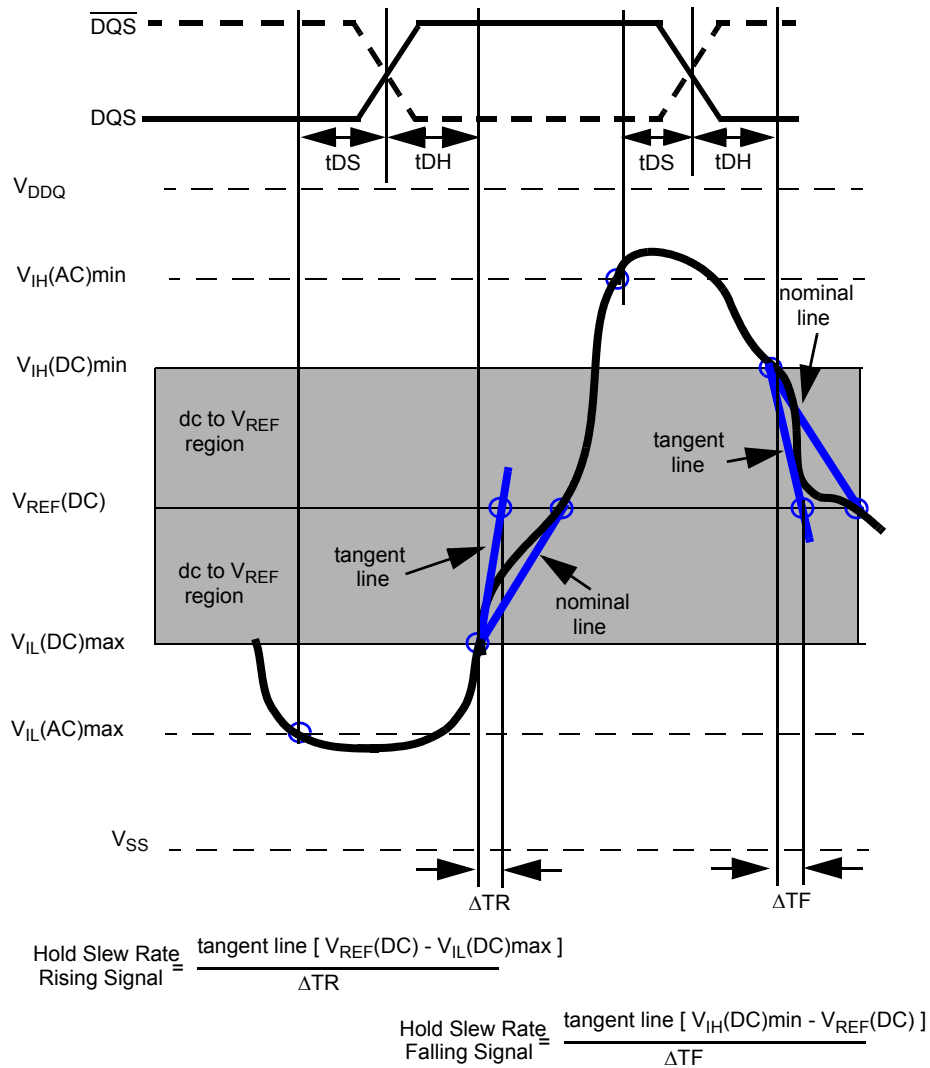 DQS
DQS
tDS tDH tDS tDH
VDDQ
VIH(AC)min
nominal
line
VIH(DC)min
dc to VREF
region
tangent
line
VREF(DC)
tangent
line
dc to VREF
region
nominal
line
VIL(DC)max
VIL(AC)max
VSS
ΔTR ΔTF
Hold Slew Rate
Rising Signal = tangent line [ VREF(DC) - VIL(DC)max ]
ΔTR
Hold Slew Rate
Falling Signal = tangent line [ VIH(DC)min - VREF(DC) ]
ΔTF